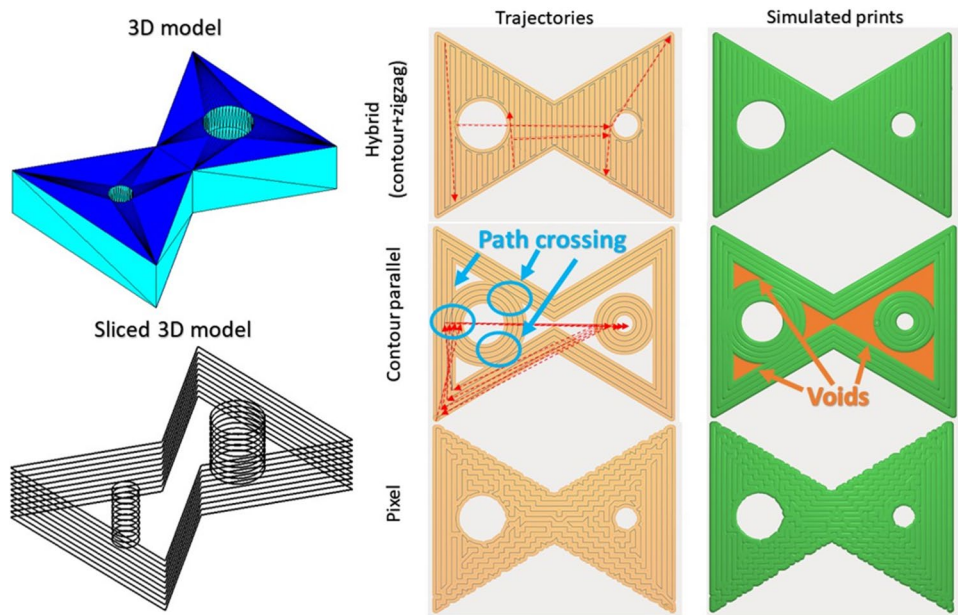 3D model
Sliced 3D model
Trajectories
Simulated prints
Hybrid
(contour+zigzag)
Contour parallel
Path crossing
Voids
Pixel